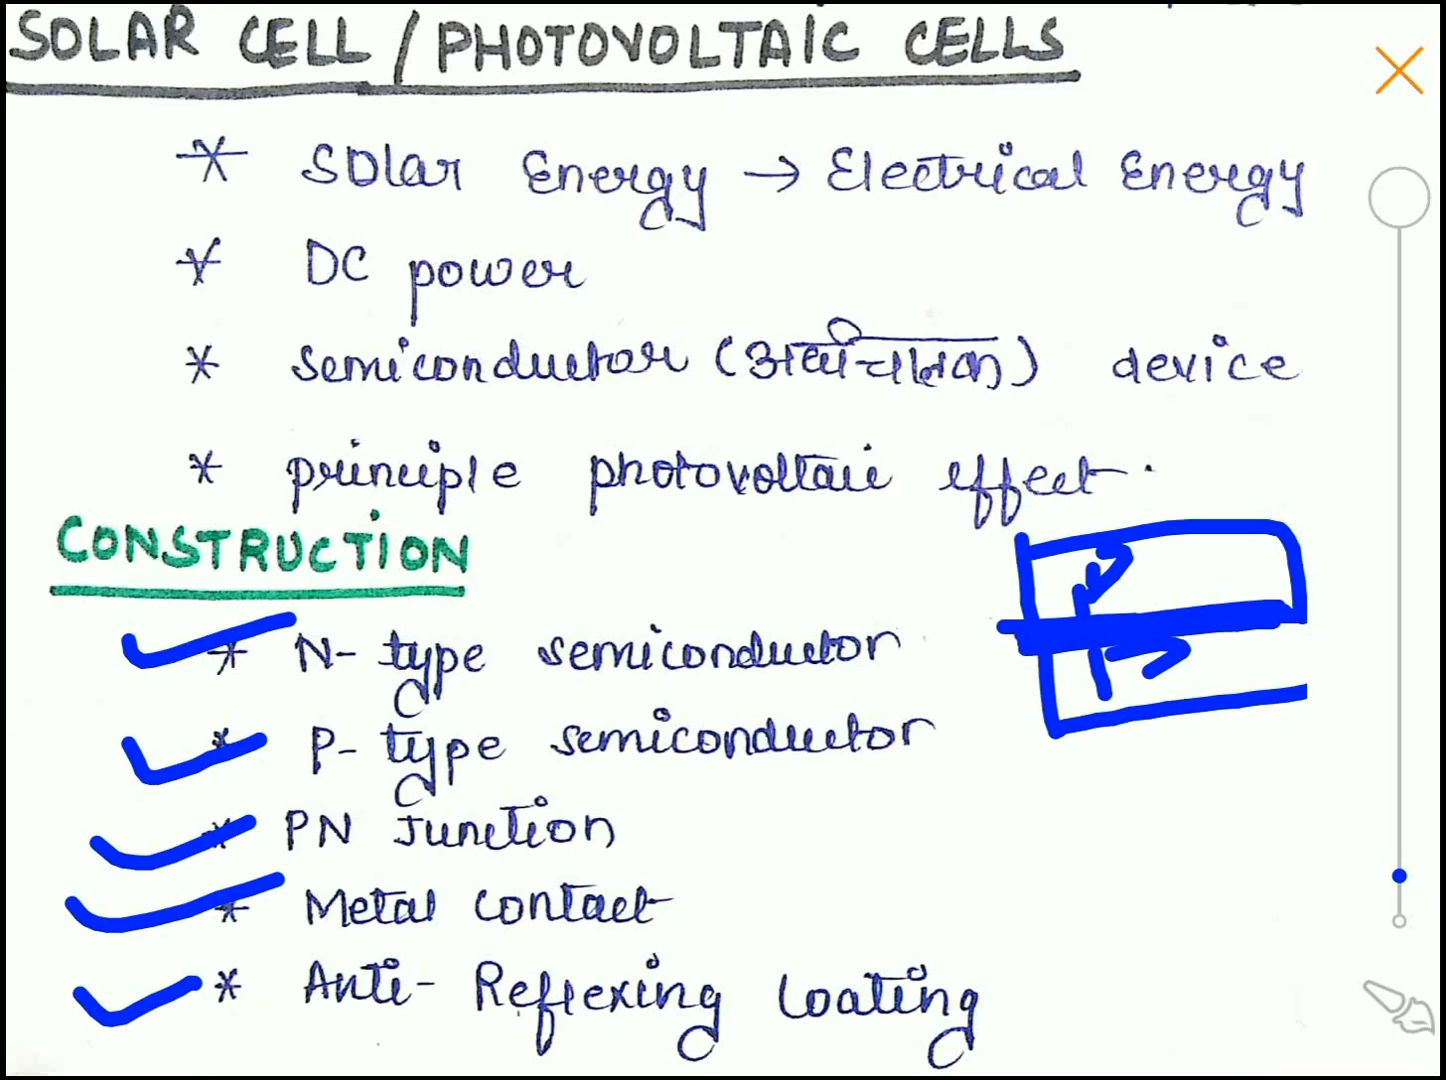 SOLAR CELL / PHOTOVOLTAIC CELLS
* Solar Energy → Electrical Energy
* DC power
* semiconductor (अर्धचालक) device
* principle photovoltaic effect.
CONSTRUCTION
* N-type semiconductor
* P-type semiconductor
* PN Junction
* Metal contact
* Anti-Reflexing Coating